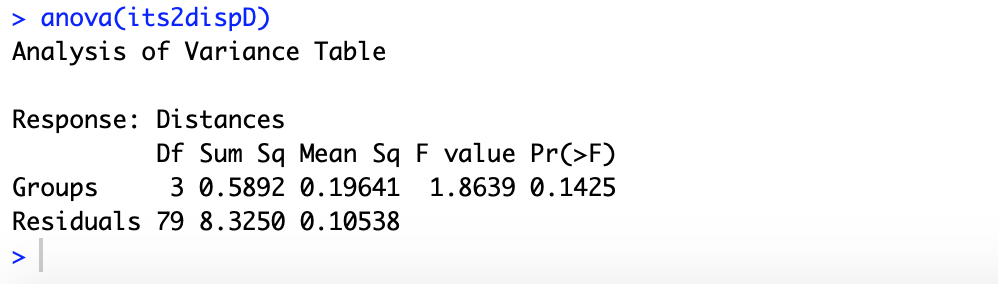 > anova(its2dispD)
Analysis of Variance Table
Response: Distances
Df Sum Sq Mean Sq F value Pr(>F)
Groups 3 0.5892 0.19641 1.8639 0.1425
Residuals 79 8.3250 0.10538
>